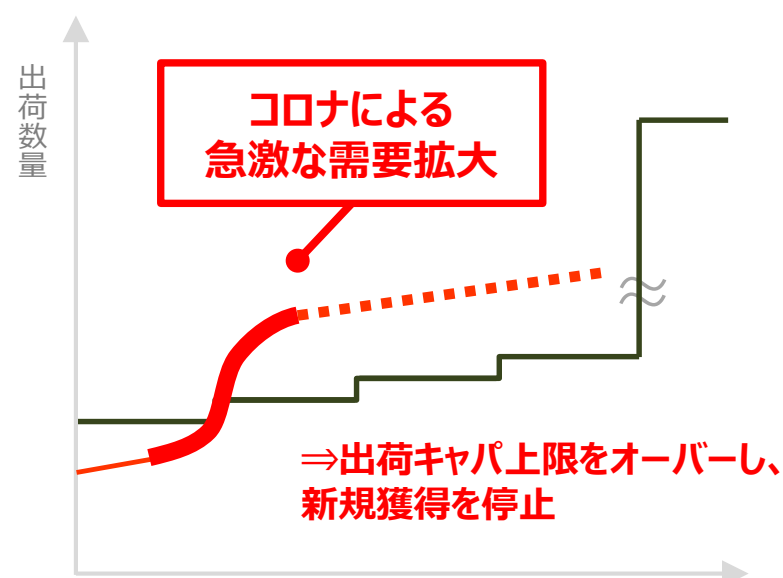 出荷数量
コロナによる
急激な需要拡大
⇒出荷キャパ上限をオーバーし、
新規獲得を停止